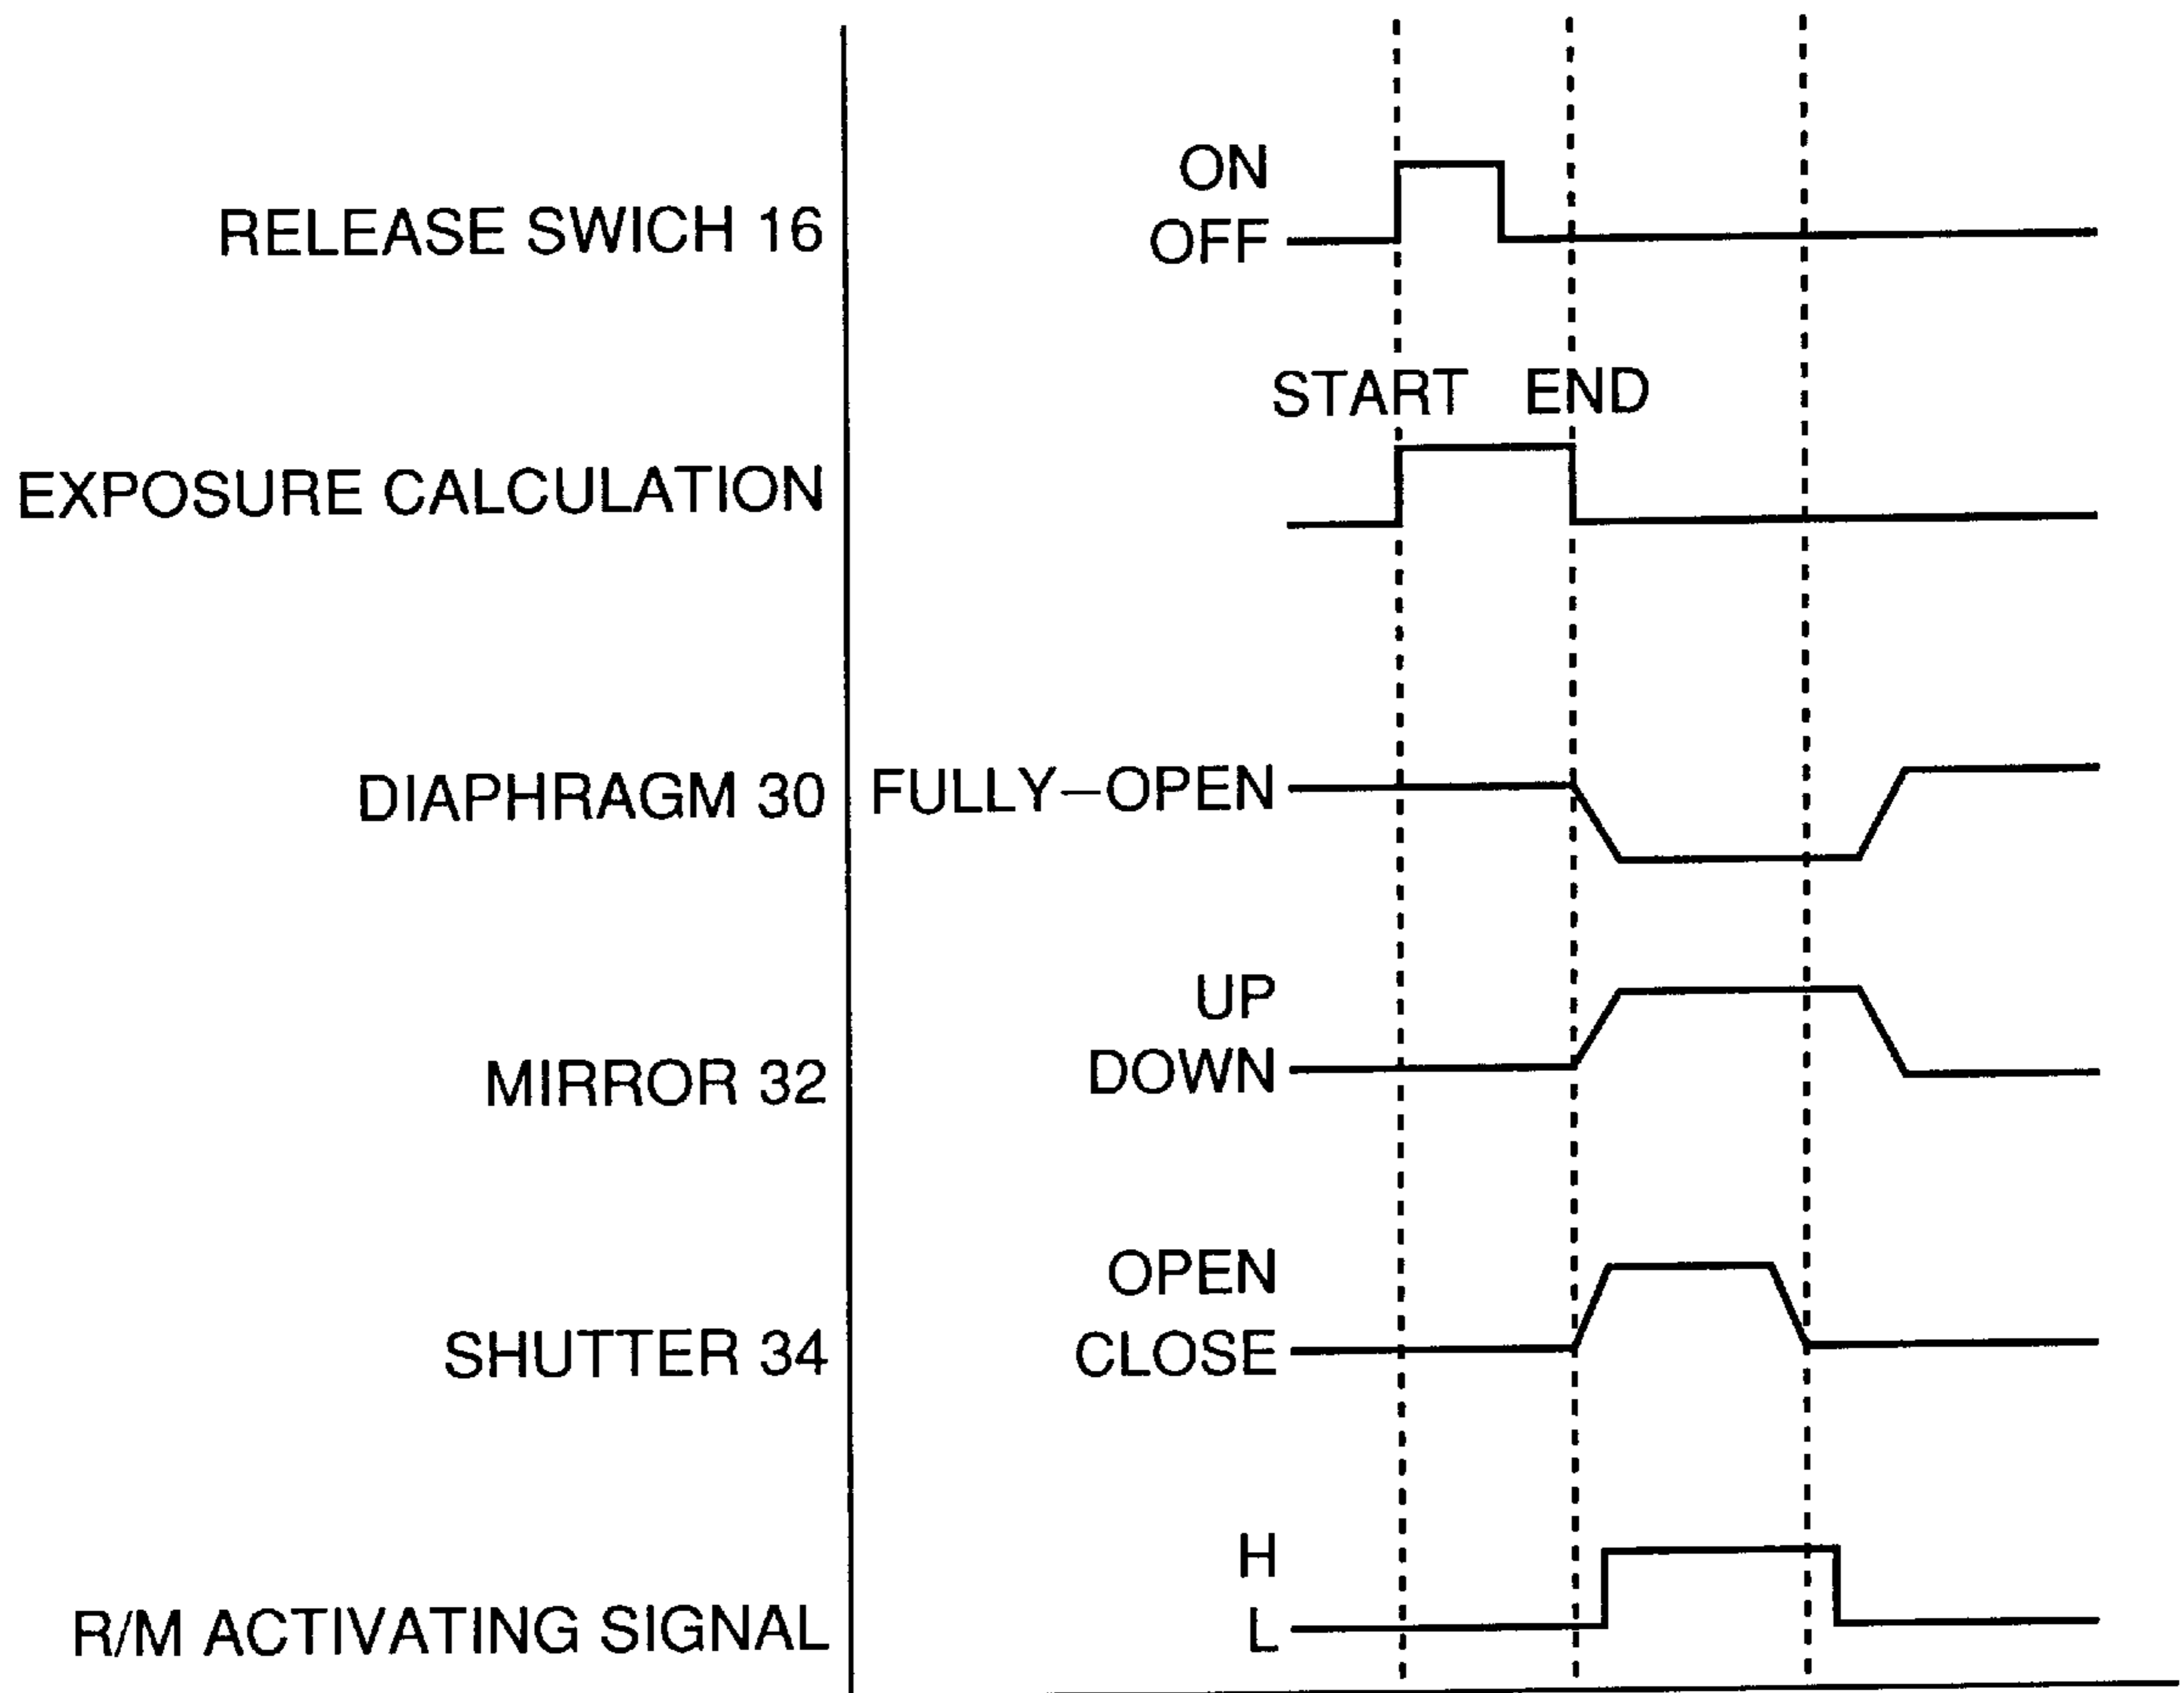 ON
RELEASE SWICH 16
OFF
START END
EXPOSURE CALCULATION
DIAPHRAGM 30 FULLY-OPEN
UP
MIRROR 32
DOWN
OPEN
SHUTTER 34
CLOSE
H
R/M ACTIVATING SIGNAL
L